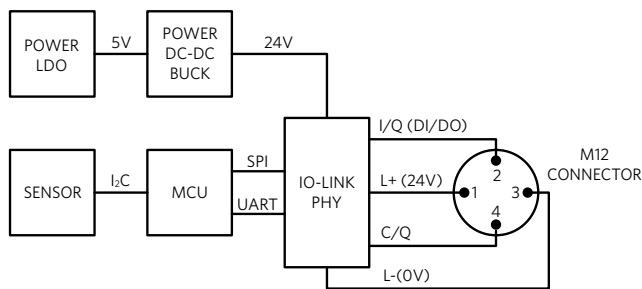 POWER
LDO
5V
POWER
DC-DC
BUCK
24V
SENSOR
I₂C
MCU
SPI
UART
IO-LINK
PHY
I/Q (DI/DO)
L+ (24V)
C/Q
L-(0V)
2
1
3
4
M12
CONNECTOR